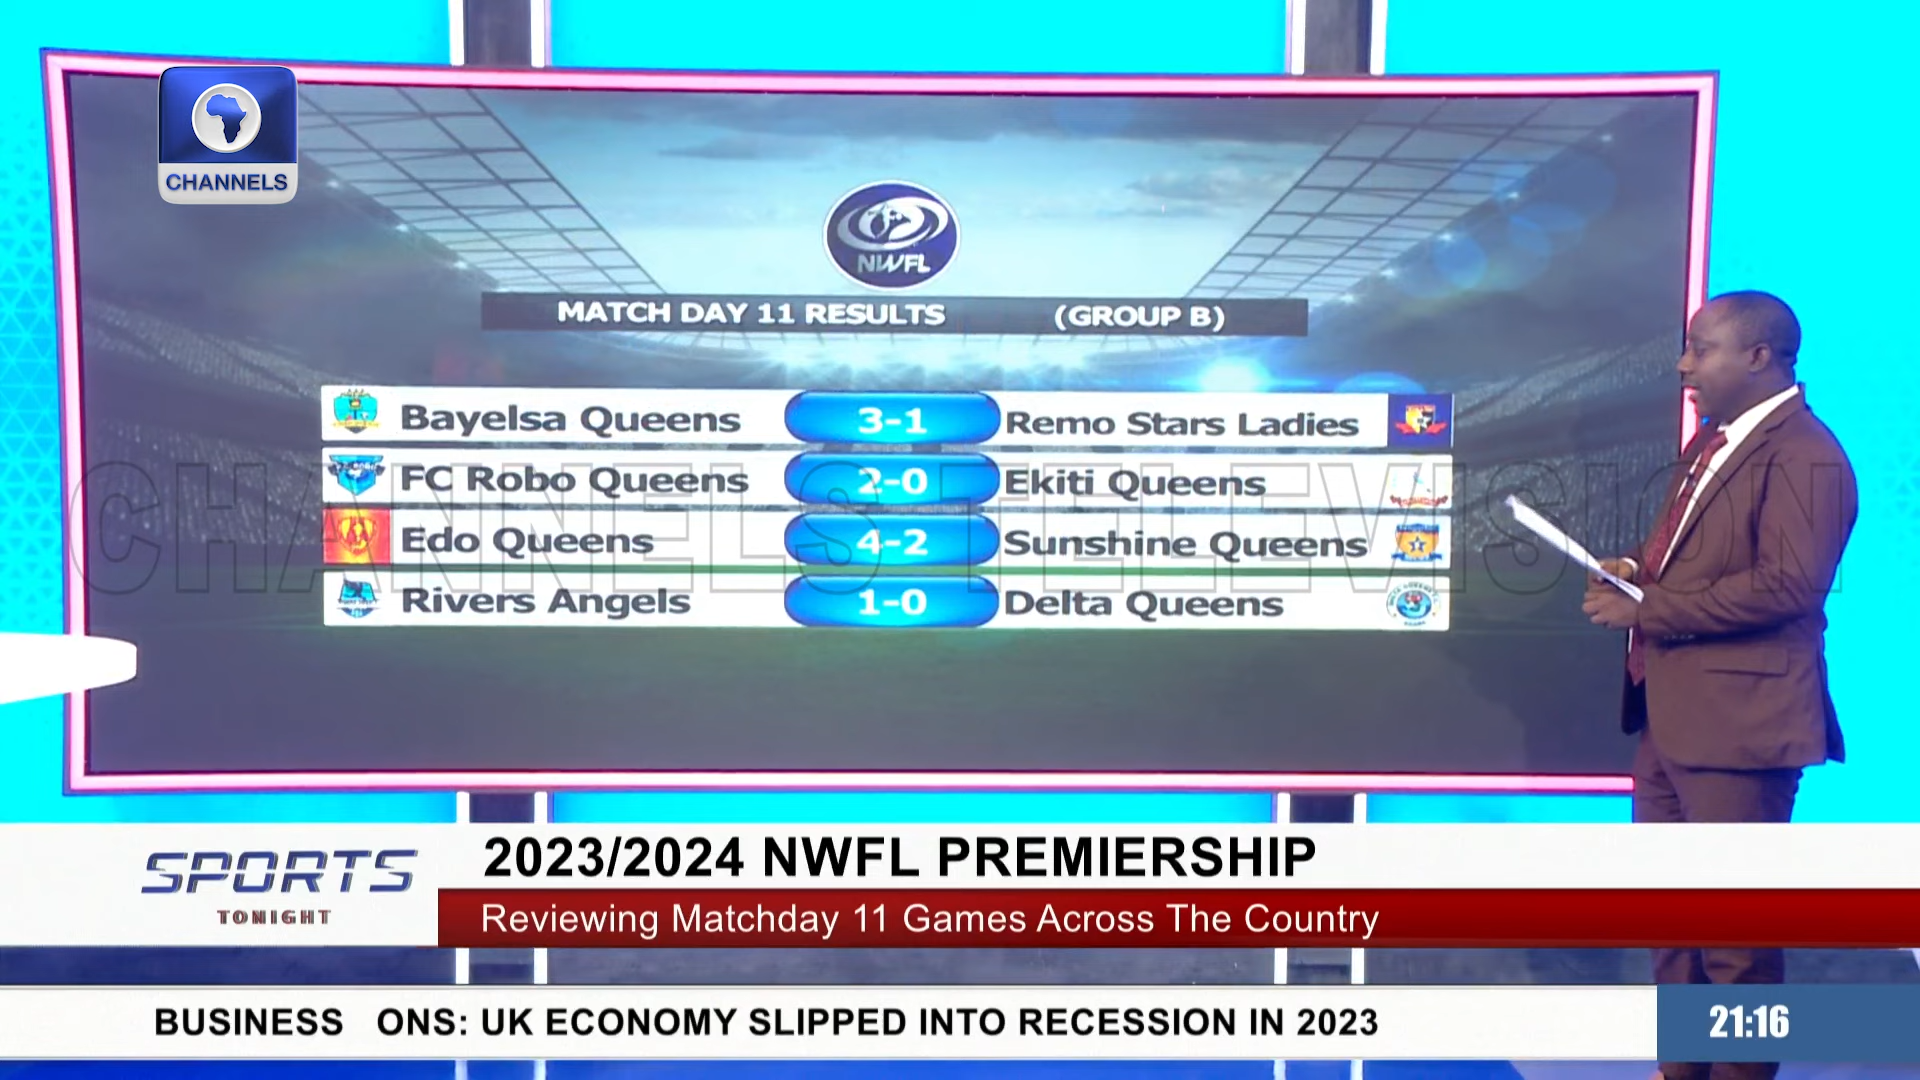 CHANNELS
NWFL
MATCH DAY 11 RESULTS (GROUP B)
Bayelsa Queens 3-1 Remo Stars Ladies
FC Robo Queens 2-0 Ekiti Queens
Edo Queens 4-2 Sunshine Queens
Rivers Angels 1-0 Delta Queens
CHANNELS TELEVISION
SPORTS TONIGHT
2023/2024 NWFL PREMIERSHIP
Reviewing Matchday 11 Games Across The Country
BUSINESS ONS: UK ECONOMY SLIPPED INTO RECESSION IN 2023
21:16